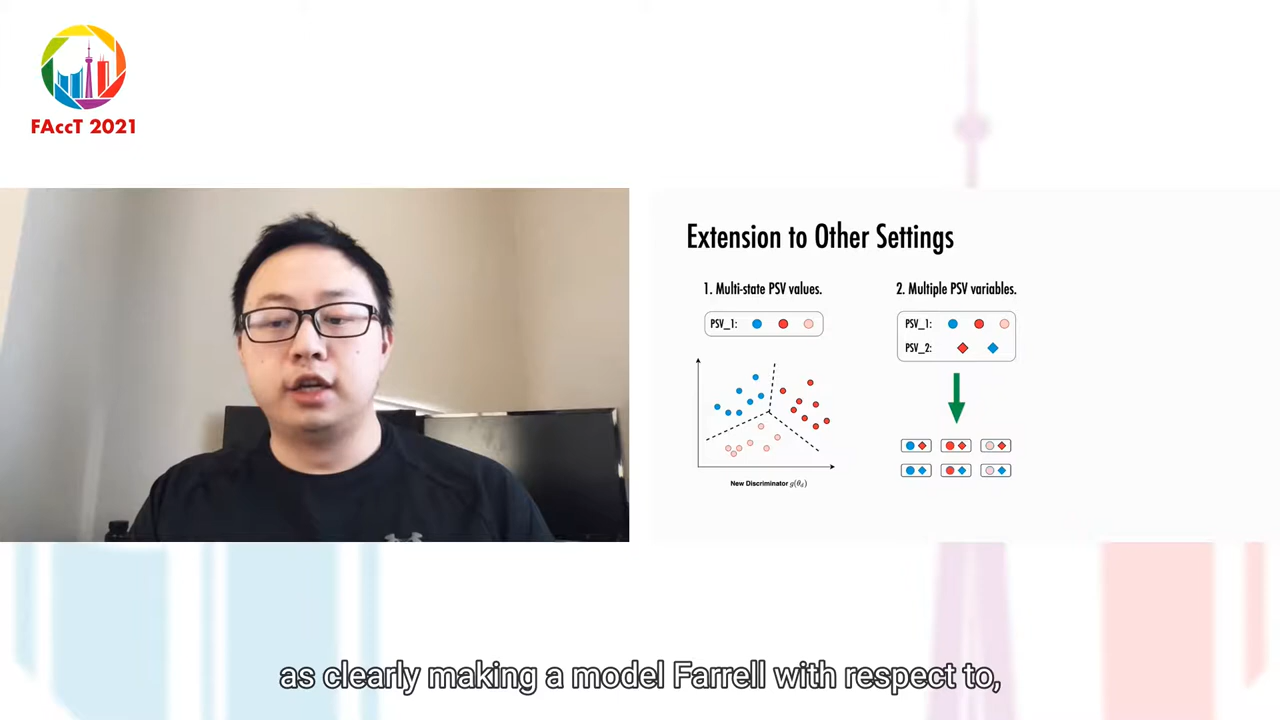 FAccT 2021
Extension to Other Settings
1. Multi-state PSV values.
PSV_1:
New Discriminator g(θ_d)
2. Multiple PSV variables.
PSV_1:
PSV_2:
as clearly making a model Farrell with respect to,